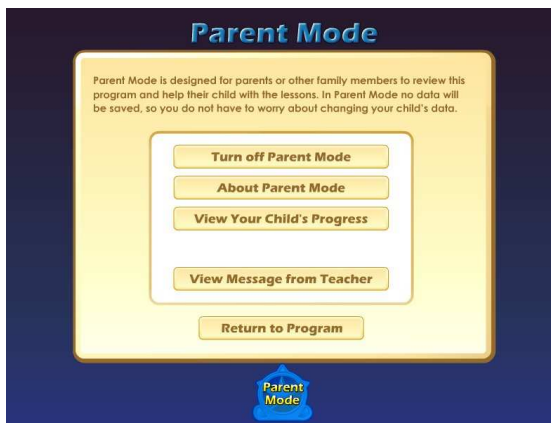 Parent Mode
Parent Mode is designed for parents or other family members to review this
program and help their child with the lessons. In Parent Mode no data will
be saved, so you do not have to worry about changing your child's data.
Turn off Parent Mode
About Parent Mode
View Your Child's Progress
View Message from Teacher
Return to Program
Parent
Mode